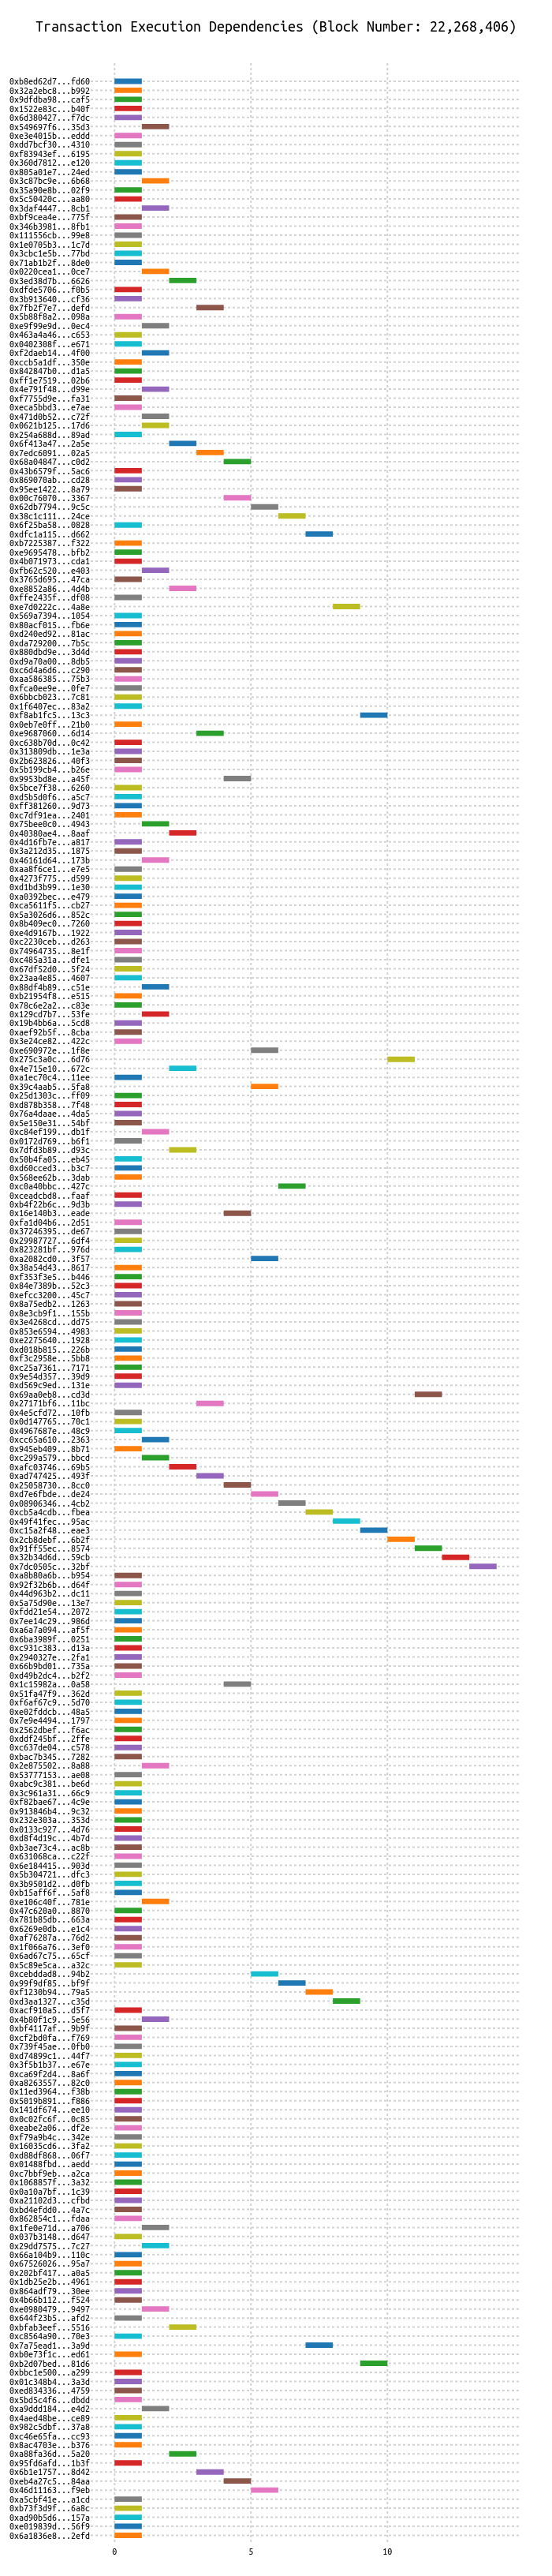 Transaction Execution Dependencies (Block Number: 22,268,406)
0xb8ed62d7...fd60
0x32a2ebc8...b992
0x9dfdba98...caf5
0x1522e83c...b40f
0x6d380427...f7dc
0x549697f6...35d3
0xe3e4015b...eddd
0xdd7bcf30...4310
0xf83943ef...6195
0x360d7812...e120
0x805a01e7...24ed
0x3c87bc9e...6b68
0x35a90e8b...02f9
0x5c50420c...aa80
0x3daf4447...8cb1
0xbf9cea4e...775f
0x346b3981...8fb1
0x111556cb...99e8
0x1e0705b3...1c7d
0x3cbc1e5b...77bd
0x71ab1b2f...8de0
0x0220cea1...0ce7
0x3ed38d7b...6626
0xdfde5706...f0b5
0x3b913640...cf36
0x7fb2f7e7...defd
0x5b88f8a2...098a
0xe9f99e9d...0ec4
0x463a4a46...c653
0x0402308f...e671
0xf2daeb14...4f00
0xccb5a1df...350e
0x842847b0...d1a5
0xff1e7519...02b6
0x4e791f48...d99e
0xf7755d9e...fa31
0xeca5bbd3...e7ae
0x471d0b52...c72f
0x0621b125...17d6
0x254a688d...89ad
0x6f413a47...2a5e
0x7edc6091...02a5
0x68a04847...c0d2
0x43b6579f...5ac6
0x869070ab...cd28
0x95ee1422...8a79
0x00c76070...3367
0x62db7794...9c5c
0x38c1c111...24ce
0x6f25ba58...0828
0xdfc1a115...d662
0xb7225387...f322
0xe9695478...bfb2
0x4b071973...cda1
0xfb62c520...e403
0x3765d695...47ca
0xe8852a86...4d4b
0xffe2435f...df08
0xe7d0222c...4a8e
0x569a7394...1054
0x80acf015...fb6e
0xd240ed92...81ac
0xda729200...7b5c
0x880dbd9e...3d4d
0xd9a70a00...8db5
0xc6d4a6d6...c290
0xaa586385...75b3
0xfca0ee9e...0fe7
0x6bbcb023...7c81
0x1f6407ec...83a2
0xf8ab1fc5...13c3
0x0eb7e0ff...21b0
0xe9687060...6d14
0xc638b70d...0c42
0x313809db...1e3a
0x2b623826...40f3
0x5b199cb4...b26e
0x9953bd8e...a45f
0x5bce7f38...6260
0xd5b5d0f6...a5c7
0xff381260...9d73
0xc7df91ea...2401
0x75bee0c0...4943
0x40380ae4...8aaf
0x4d16fb7e...a817
0x3a212d35...1875
0x46161d64...173b
0xaa8f6ce1...e7e5
0x4273f775...d599
0xd1bd3b99...1e30
0xa0392bec...e479
0xca5611f5...cb27
0x5a3026d6...852c
0x8b409ec0...7260
0xe4d9167b...1922
0xc2230ceb...d263
0x74964735...8e1f
0xc485a31a...dfe1
0x67df52d0...5f24
0x23aa4e85...4607
0x88df4b89...c51e
0xb21954f8...e515
0x78c6e2a2...c83e
0x129cd7b7...53fe
0x19b4bb6a...5cd8
0xaef92b5f...8cba
0x3e24ce82...422c
0xe690972e...1f8e
0x275c3a0c...6d76
0x4e715e10...672c
0xa1ec70c4...11ee
0x39c4aab5...5fa8
0x25d1303c...ff09
0xd878b358...7f48
0x76a4daae...4da5
0x5e150e31...54bf
0xc84ef199...db1f
0x0172d769...b6f1
0x7dfd3b89...d93c
0x50b4fa05...eb45
0xd60cced3...b3c7
0x568ee62b...3dab
0xc0a40bbc...427c
0xceadcbd8...faaf
0xb4f22b6c...9d3b
0x16e140b3...eade
0xfa1d04b6...2d51
0x37246395...de67
0x29987727...6df4
0x823281bf...976d
0xa2082cd0...3f57
0x38a54d43...8617
0xf353f3e5...b446
0x84e7389b...52c3
0xefcc3200...45c7
0x8a75edb2...1263
0x8e3cb9f1...155b
0x3e4268cd...dd75
0x853e6594...4983
0xe2275640...1928
0xd018b815...226b
0xf3c2958e...5bb8
0xc25a7361...7171
0x9e54d357...39d9
0xd569c9ed...131e
0x69aa0eb8...cd3d
0x27171bf6...11bc
0x4e5cfd72...10fb
0x0d147765...70c1
0x4967687e...48c9
0xcc65a610...2363
0x945eb409...8b71
0xc299a579...bbcd
0xafc03746...69b5
0xad747425...493f
0x25058730...8cc0
0xd7e6fbde...de24
0x08906346...4cb2
0xcb5a4cdb...fbea
0x49f41fec...95ac
0xc15a2f48...eae3
0x2cb8debf...6b2f
0x91ff55ec...8574
0x32b34d6d...59cb
0x7dc0505c...32bf
0xa8b80a6b...b954
0x92f32b6b...d64f
0x44d963b2...dc11
0x5a75d90e...13e7
0xfdd21e54...2072
0x7ee14c29...986d
0xa6a7a094...af5f
0x6ba3989f...0251
0xc931c383...d13a
0x2940327e...2fa1
0x66b9bd01...735a
0xd49b2dc4...b2f2
0x1c15982a...0a58
0x51fa47f9...362d
0xf6af67c9...5d70
0xe02fddcb...48a5
0x7e9e4494...1797
0x2562dbef...f6ac
0xddf245bf...2ffe
0xc637de04...c578
0xbac7b345...7282
0x2e875502...8a88
0x53777153...ae08
0xabc9c381...be6d
0x3c961a31...66c9
0xf82bae67...4c9e
0x913846b4...9c32
0x232e303a...353d
0x0133c927...4d76
0xd8f4d19c...4b7d
0xb3ae73c4...ac8b
0x631068ca...c22f
0x6e184415...903d
0x5b304721...dfc3
0x3b9501d2...d0fb
0xb15aff6f...5af8
0xe106c40f...781e
0x47c620a0...8870
0x781b85db...663a
0x6269e0db...e1c4
0xaf76287a...76d2
0x1f066a76...3ef0
0x6ad67c75...65cf
0x5c89e5ca...a32c
0xcebddad8...94b2
0x99f9df85...bf9f
0xf1230b94...79a5
0xd3aa1327...c35d
0xacf910a5...d5f7
0x4b80f1c9...5e56
0xbf4117af...9b9f
0xcf2bd0fa...f769
0x739f45ae...0fb0
0xd74899c1...44f7
0x3f5b1b37...e67e
0xca69f2d4...8a6f
0xa8263557...82c0
0x11ed3964...f38b
0x5019b891...f886
0x141df674...ee10
0x0c02fc6f...0c85
0xeabe2a06...df2e
0xf79a9b4c...342e
0x16035cd6...3fa2
0xd88df868...06f7
0x01488fbd...aedd
0xc7bbf9eb...a2ca
0x1068857f...3a32
0x0a10a7bf...1c39
0xa21102d3...cfbd
0xbd4efdd0...4a7c
0x862854c1...fdaa
0x1fe0e71d...a706
0x037b3148...d647
0x29dd7575...7c27
0x66a104b9...110c
0x67526026...95a7
0x202bf417...a0a5
0x1db25e2b...4961
0x864adf79...30ee
0x4b66b112...f524
0xe0980479...9497
0x644f23b5...afd2
0xbfab3eef...5516
0xc8564a90...70e3
0x7a75ead1...3a9d
0xb0e73f1c...ed61
0xb2d07bed...81d6
0xbbc1e500...a299
0x01c348b4...3a3d
0xed834336...4759
0x5bd5c4f6...dbdd
0xa9ddd184...e4d2
0x4aed48be...ce89
0x982c5dbf...37a8
0xc46e65fa...cc93
0x8ac4703e...b376
0xa88fa36d...5a20
0x95fd6afd...1b3f
0x6b1e1757...8d42
0xeb4a27c5...84aa
0x46d11163...f9eb
0xa5cbf41e...a1cd
0xb73f3d9f...6a8c
0xad90b5d6...157a
0xe019839d...56f9
0x6a1836e8...2efd
0 5 10